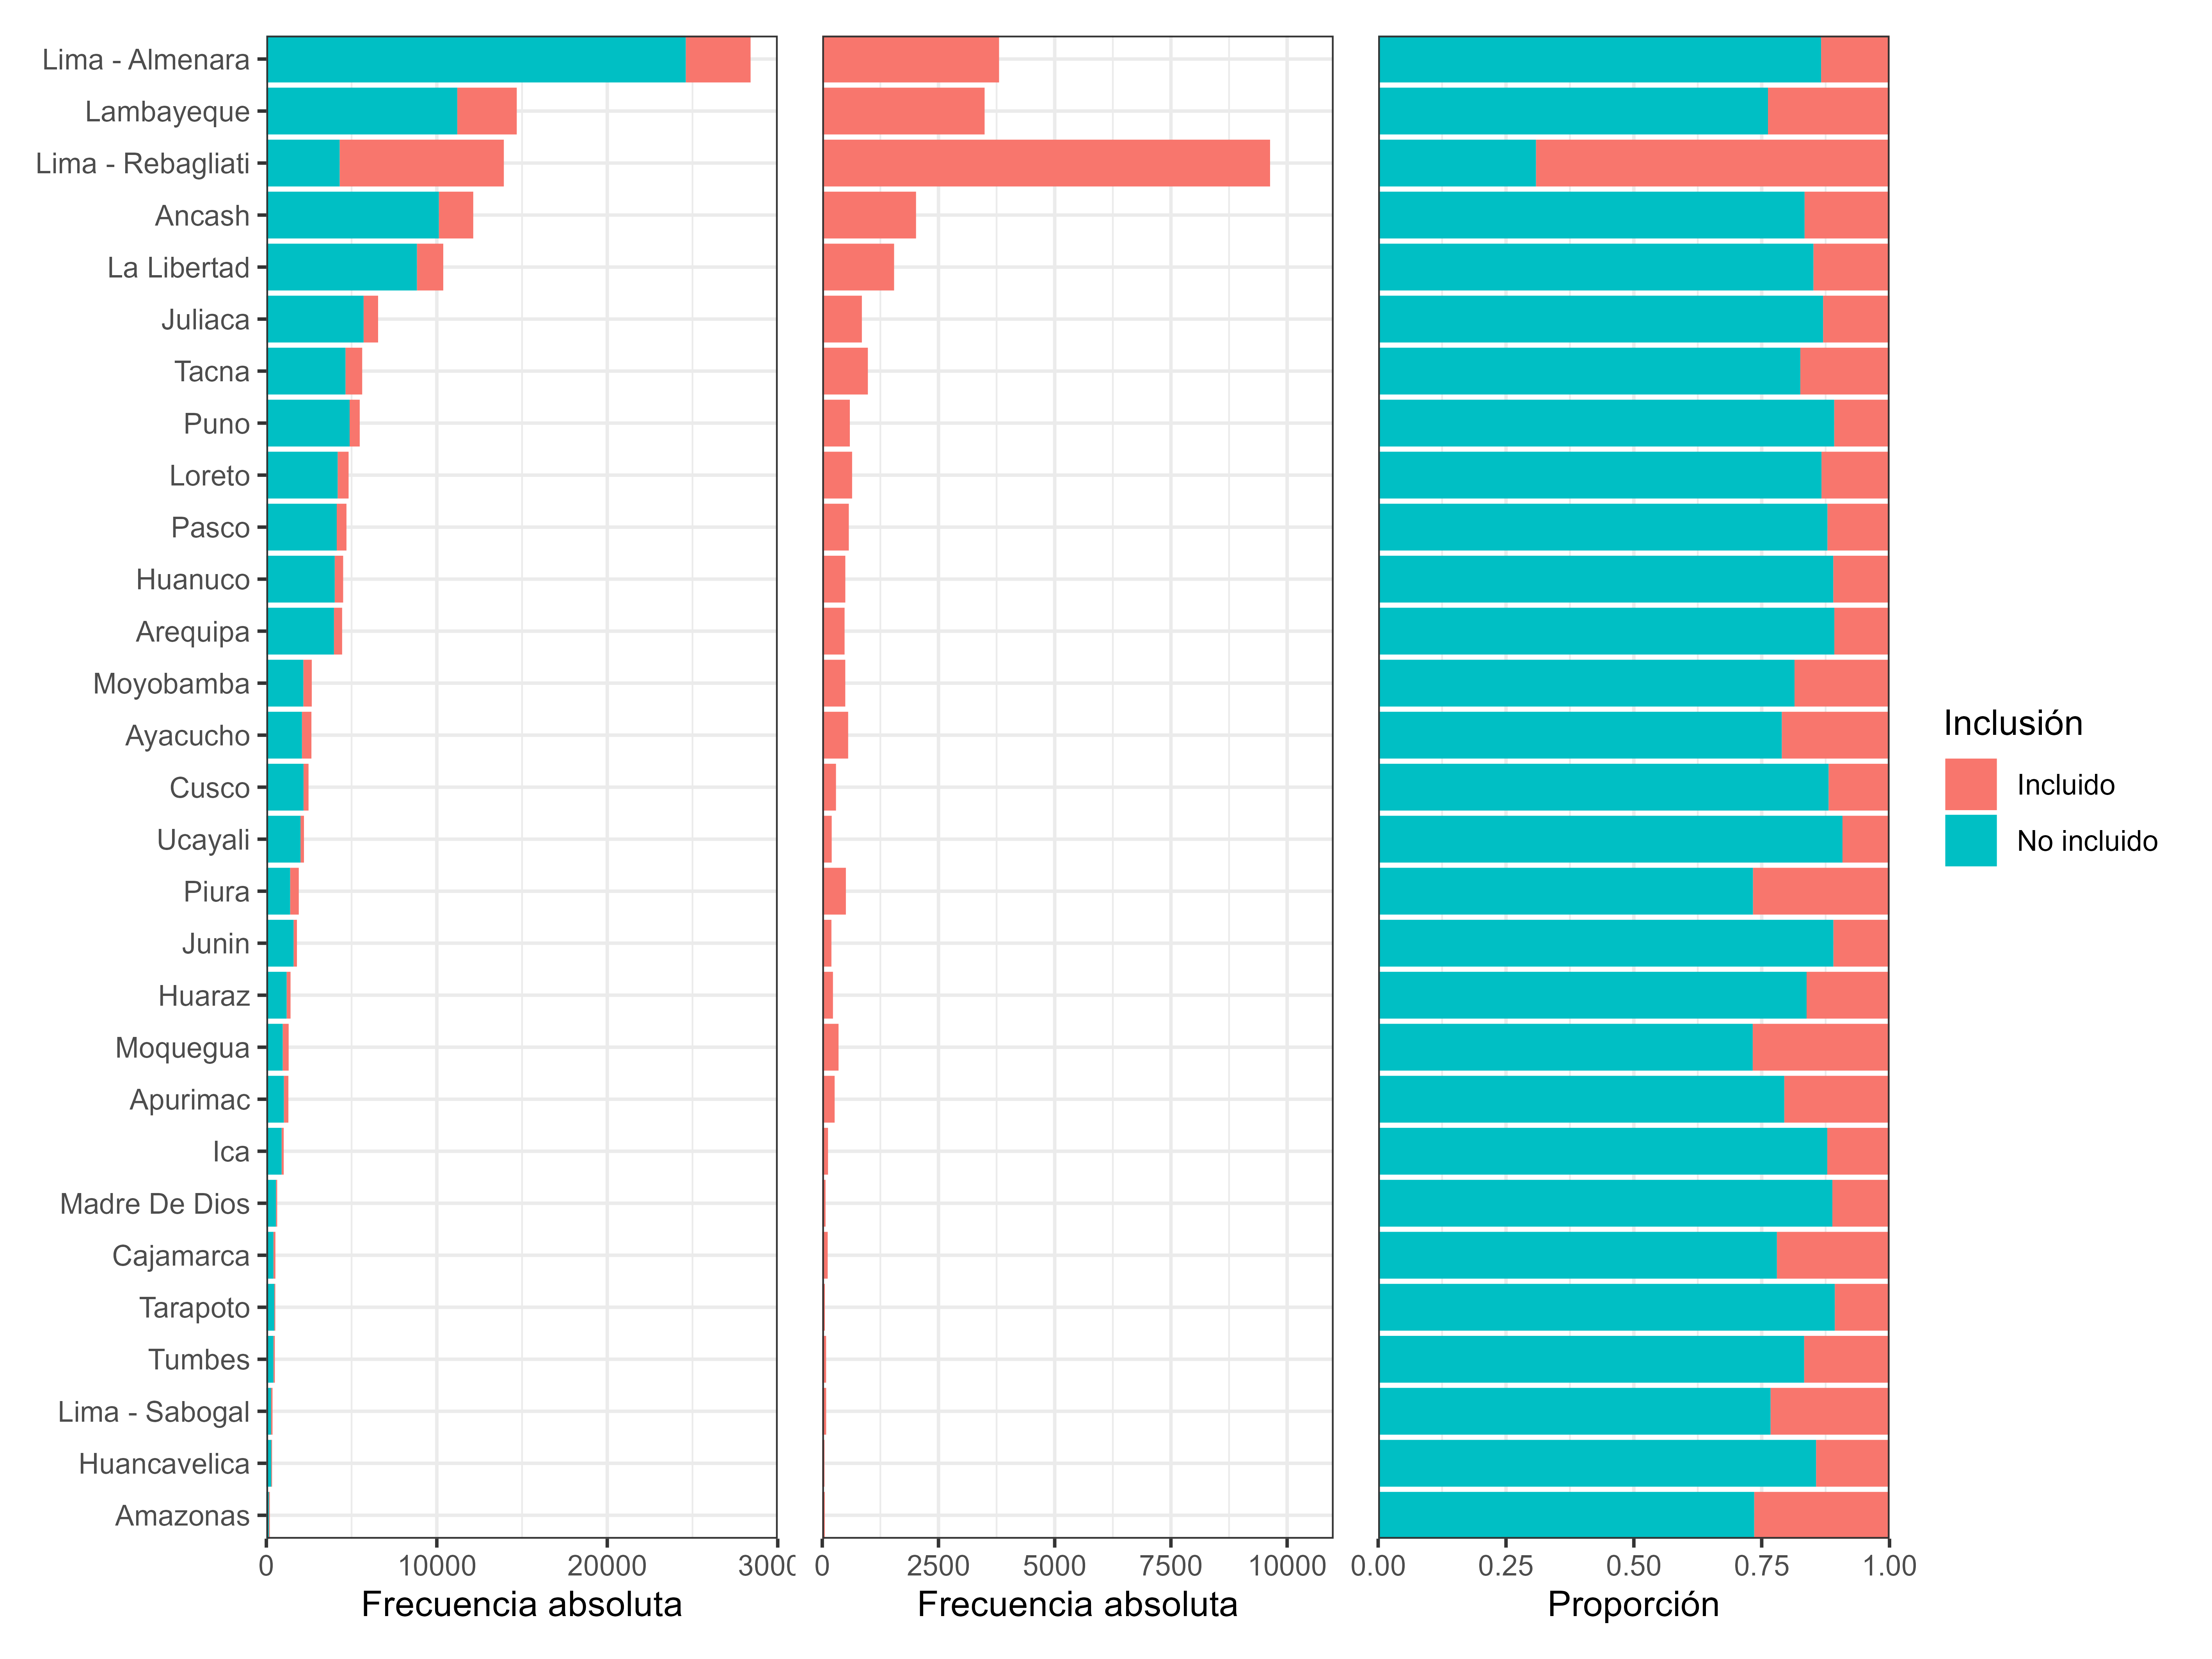 Lima - Almenara
Lambayeque
Lima - Rebagliati
Ancash
La Libertad
Juliaca
Tacna
Puno
Loreto
Pasco
Huanuco
Arequipa
Moyobamba
Ayacucho
Cusco
Ucayali
Piura
Junin
Huaraz
Moquegua
Apurimac
Ica
Madre De Dios
Cajamarca
Tarapoto
Tumbes
Lima - Sabogal
Huancavelica
Amazonas
0 10000 20000 3000
Frecuencia absoluta
0 2500 5000 7500 10000
Frecuencia absoluta
0.00 0.25 0.50 0.75 1.00
Proporción
Inclusión
Incluido
No incluido